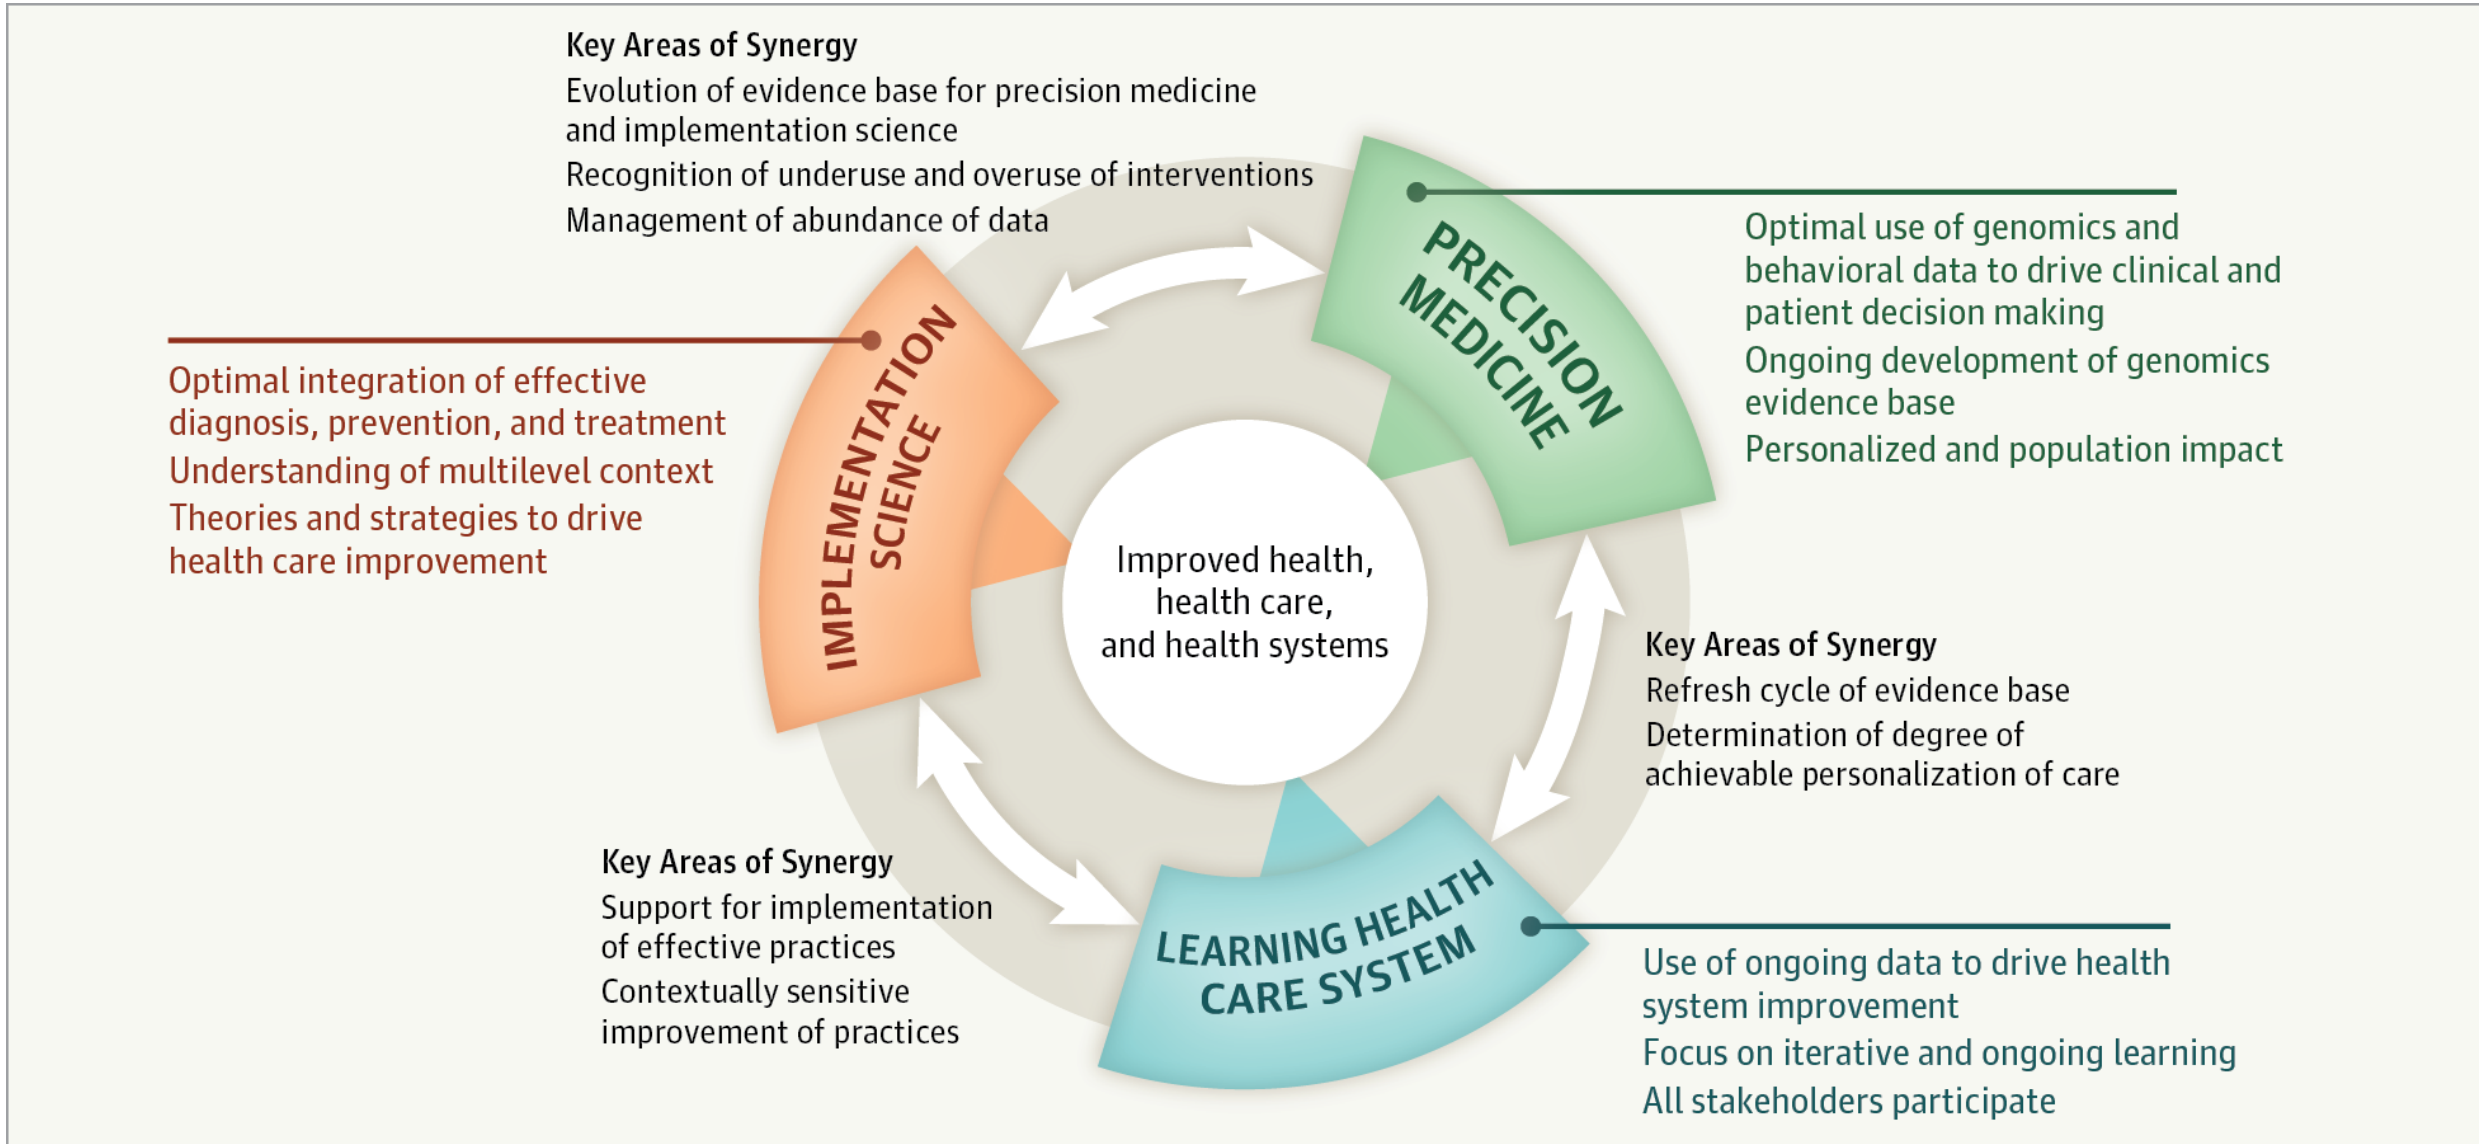 Key Areas of Synergy
Evolution of evidence base for precision medicine
and implementation science
Recognition of underuse and overuse of interventions
Management of abundance of data
PRECISION
MEDICINE
Optimal use of genomics and
behavioral data to drive clinical and
patient decision making
Ongoing development of genomics
evidence base
Personalized and population impact
IMPLEMENTATION
SCIENCE
Optimal integration of effective
diagnosis, prevention, and treatment
Understanding of multilevel context
Theories and strategies to drive
health care improvement
Improved health,
health care,
and health systems
Key Areas of Synergy
Refresh cycle of evidence base
Determination of degree of
achievable personalization of care
Key Areas of Synergy
Support for implementation
of effective practices
Contextually sensitive
improvement of practices
LEARNING HEALTH
CARE SYSTEM
Use of ongoing data to drive health
system improvement
Focus on iterative and ongoing learning
All stakeholders participate